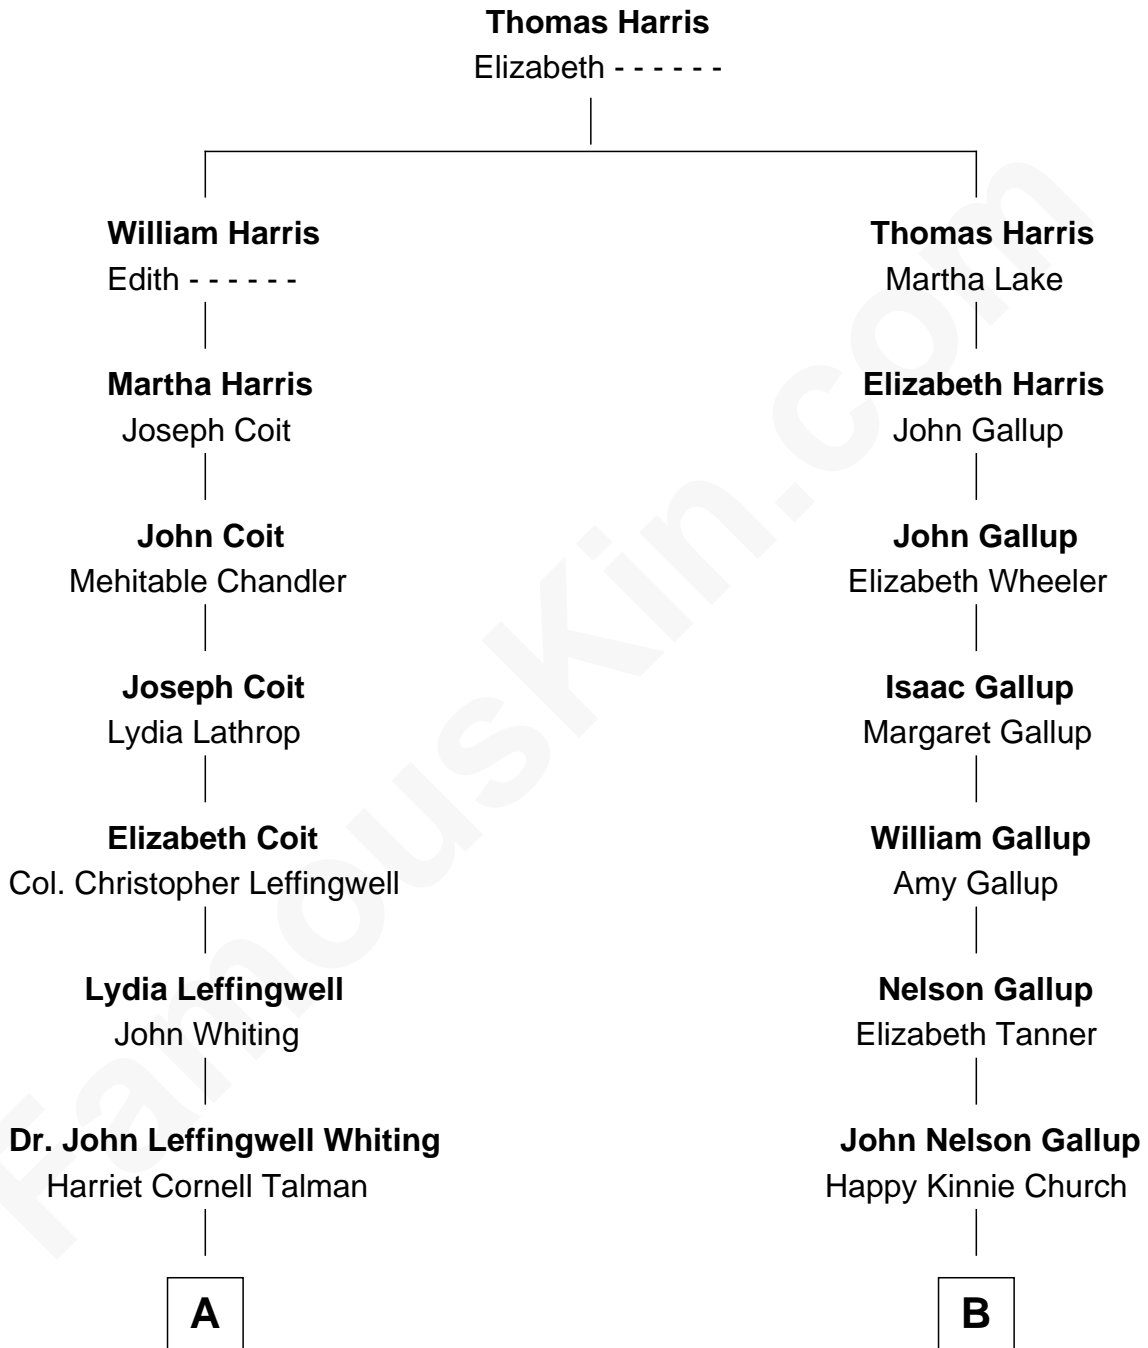 Thomas Harris
Elizabeth - - - - - -
William Harris
Edith - - - - - -
Thomas Harris
Martha Lake
Martha Harris
Joseph Coit
Elizabeth Harris
John Gallup
John Coit
Mehitable Chandler
John Gallup
Elizabeth Wheeler
Joseph Coit
Lydia Lathrop
Isaac Gallup
Margaret Gallup
Elizabeth Coit
Col. Christopher Leffingwell
William Gallup
Amy Gallup
Lydia Leffingwell
John Whiting
Nelson Gallup
Elizabeth Tanner
Dr. John Leffingwell Whiting
Harriet Cornell Talman
John Nelson Gallup
Happy Kinnie Church
A
B
FamousKin.com